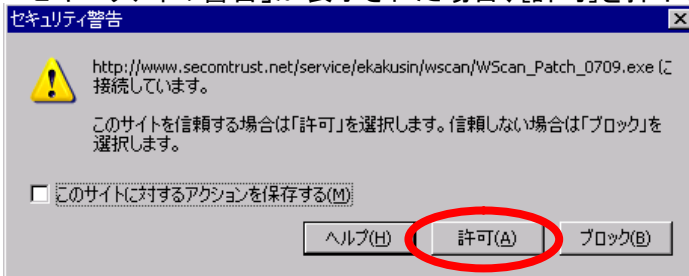 セキュリティ警告
http://www.secomtrust.net/service/ekakusin/wscan/WScan_Patch_0709.exe (に
接続しています。
このサイトを信頼する場合は「許可」を選択します。信頼しない場合は「ブロック」を
選択します。
このサイトに対するアクションを保存する(M)
ヘルプ(H) 許可(A) ブロック(B)